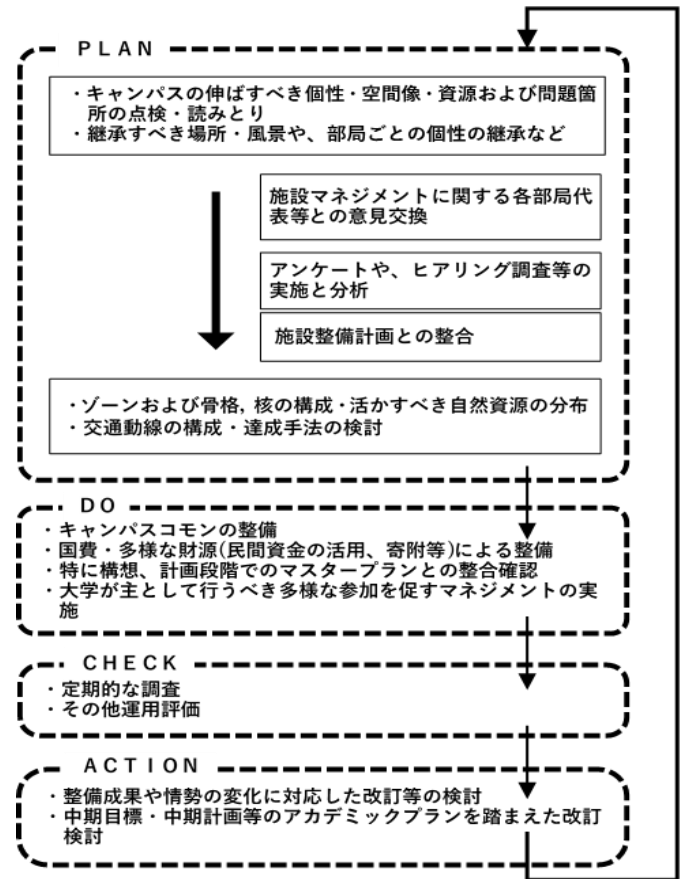 PLAN
・キャンパスの伸ばすべき個性・空間像・資源および問題箇
所の点検・読みとり
・継承すべき場所・風景や、部局ごとの個性の継承など
施設マネジメントに関する各部局代
表等との意見交換
アンケートや、ヒアリング調査等の
実施と分析
施設整備計画との整合
・ゾーンおよび骨格, 核の構成・活かすべき自然資源の分布
・交通動線の構成・達成手法の検討
DO
・キャンパスコモンの整備
・国費・多様な財源(民間資金の活用、寄附等)による整備
・特に構想、計画段階でのマスタープランとの整合確認
・大学が主として行うべき多様な参加を促すマネジメントの実
施
CHECK
・定期的な調査
・その他運用評価
ACTION
・整備成果や情勢の変化に対応した改訂等の検討
・中期目標・中期計画等のアカデミックプランを踏まえた改訂
検討